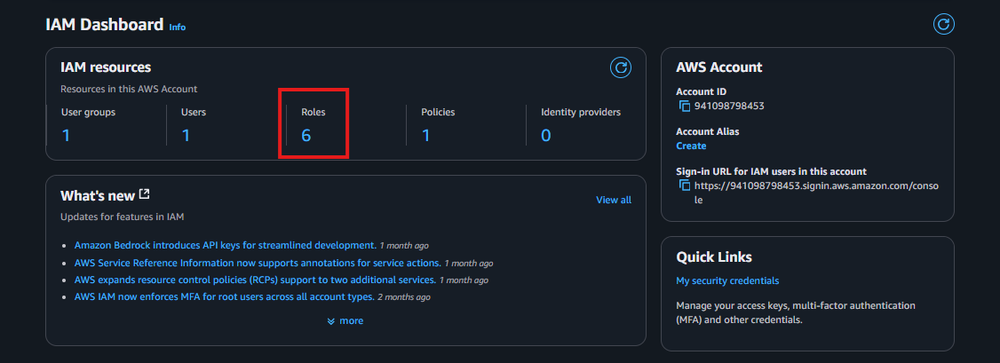 IAM Dashboard Info
IAM resources
Resources in this AWS Account
User groups
1
Users
1
Roles
6
Policies
1
Identity providers
0
What's new
View all
Updates for features in IAM
Amazon Bedrock introduces API keys for streamlined development. 1 month ago
AWS Service Reference Information now supports annotations for service actions. 1 month ago
AWS expands resource control policies (RCPs) support to two additional services. 1 month ago
AWS IAM now enforces MFA for root users across all account types. 2 months ago
more
AWS Account
Account ID
941098798453
Account Alias
Create
Sign-in URL for IAM users in this account
https://941098798453.signin.aws.amazon.com/conso
le
Quick Links
My security credentials
Manage your access keys, multi-factor authentication
(MFA) and other credentials.